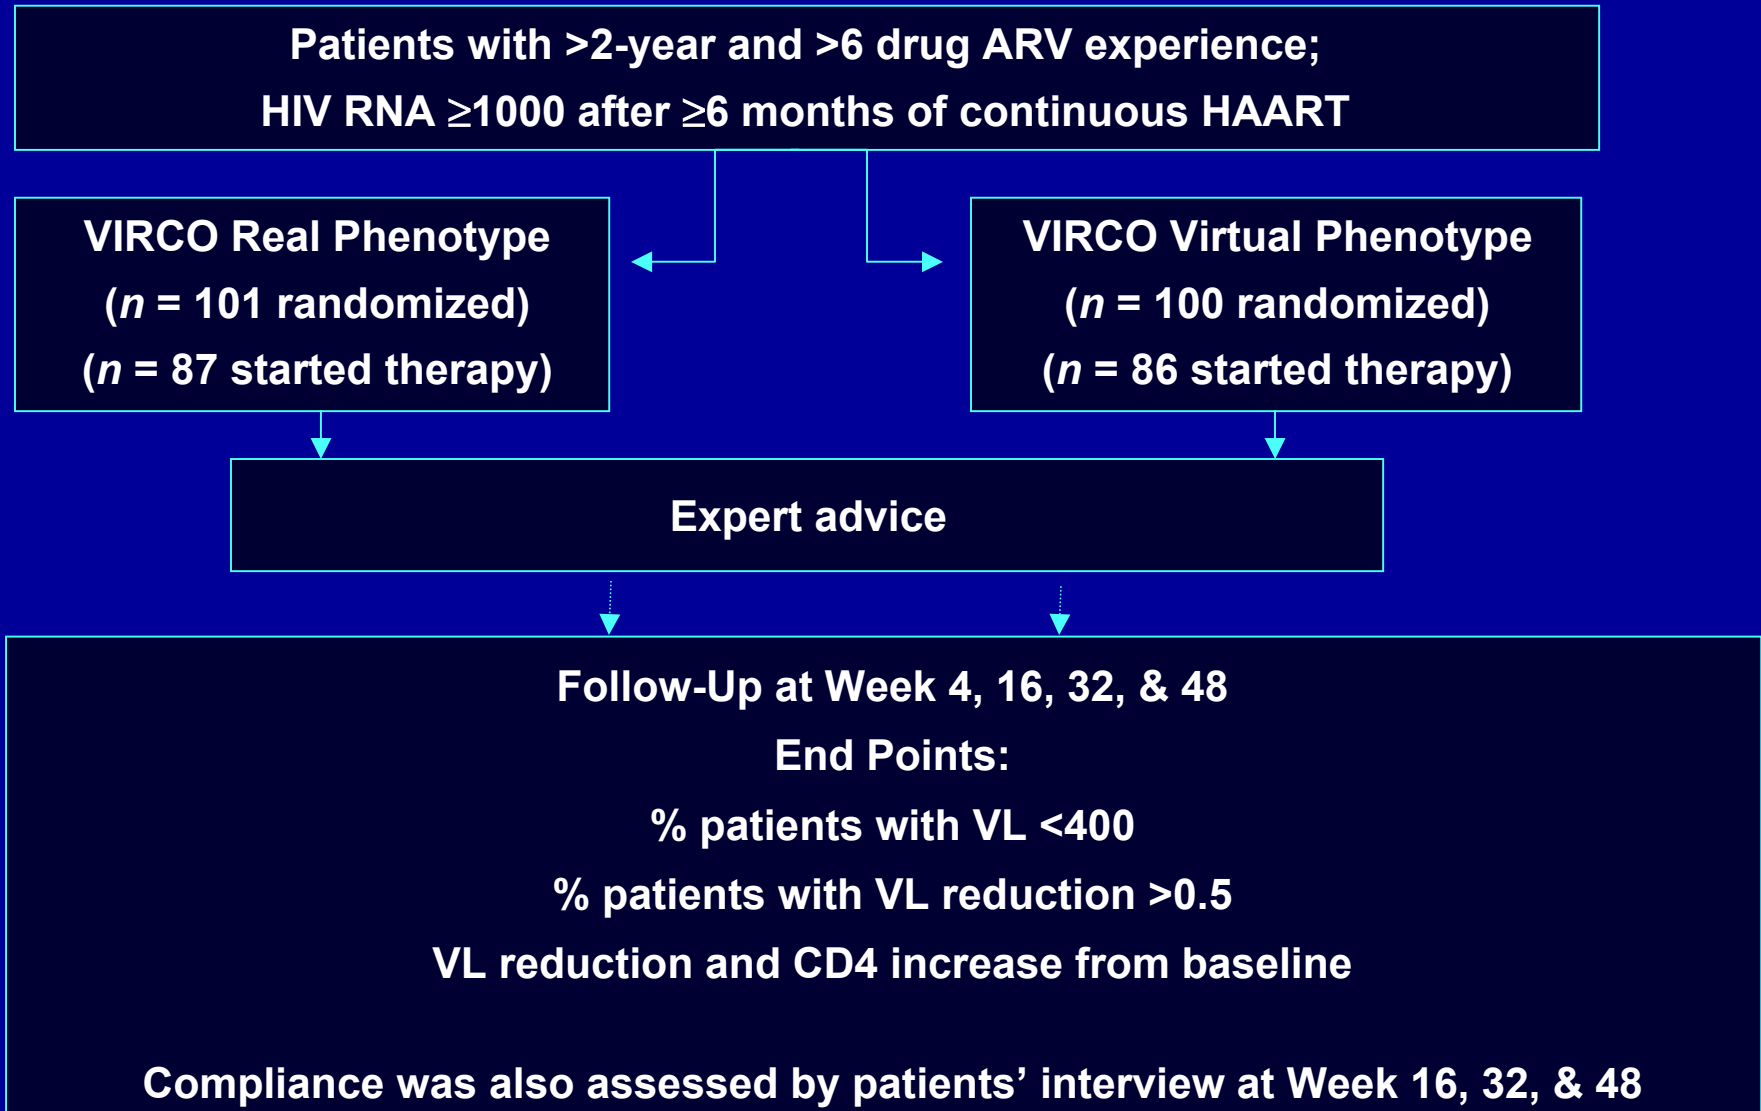 Patients with >2-year and >6 drug ARV experience;
HIV RNA ≥1000 after ≥6 months of continuous HAART
VIRCO Real Phenotype
(n = 101 randomized)
(n = 87 started therapy)
VIRCO Virtual Phenotype
(n = 100 randomized)
(n = 86 started therapy)
Expert advice
Follow-Up at Week 4, 16, 32, & 48
End Points:
% patients with VL <400
% patients with VL reduction >0.5
VL reduction and CD4 increase from baseline
Compliance was also assessed by patients’ interview at Week 16, 32, & 48